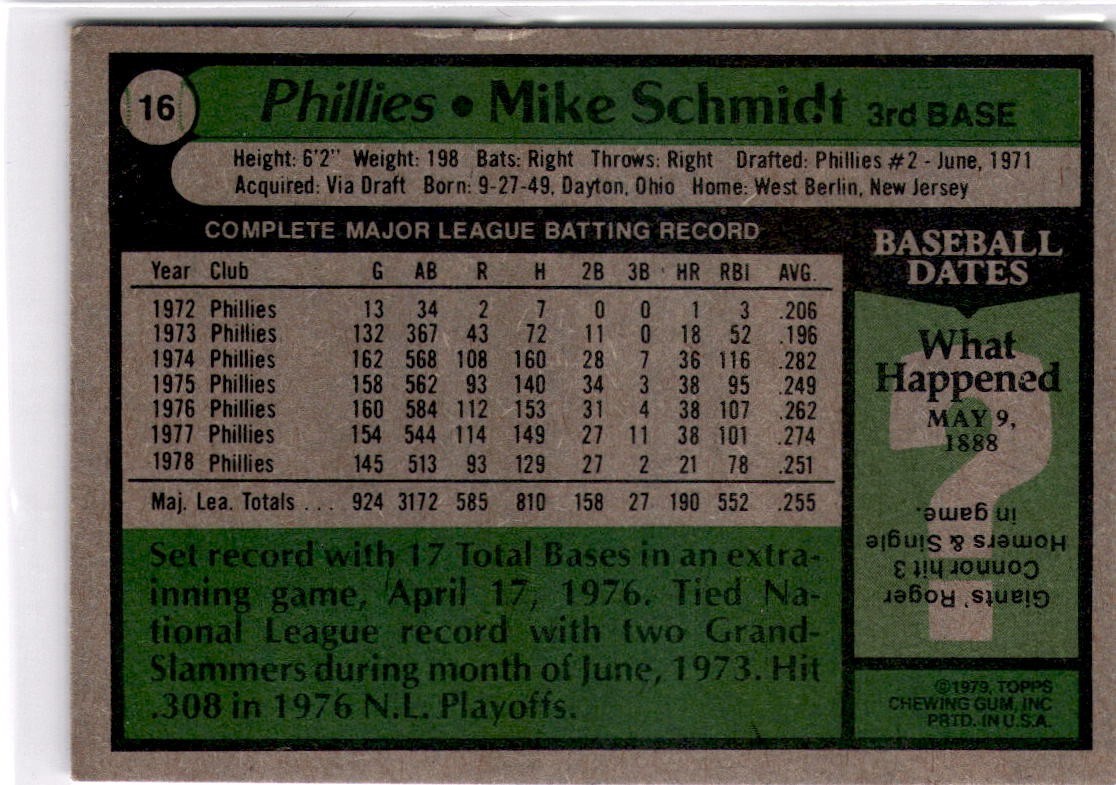 16
Phillies • Mike Schmidt 3rd BASE
Height: 6'2" Weight: 198 Bats: Right Throws: Right Drafted: Phillies #2 - June, 1971
Acquired: Via Draft Born: 9-27-49, Dayton, Ohio Home: West Berlin, New Jersey
COMPLETE MAJOR LEAGUE BATTING RECORD
Year Club G AB R H 2B 3B HR RBI AVG.
1972 Phillies 13 34 2 7 0 0 1 3 .206
1973 Phillies 132 367 43 72 11 0 18 52 .196
1974 Phillies 162 568 108 160 28 7 36 116 .282
1975 Phillies 158 562 93 140 34 3 38 95 .249
1976 Phillies 160 584 112 153 31 4 38 107 .262
1977 Phillies 154 544 114 149 27 11 38 101 .274
1978 Phillies 145 513 93 129 27 2 21 78 .251
Maj. Lea. Totals ... 924 3172 585 810 158 27 190 552 .255
Set record with 17 Total Bases in an extra-
inning game, April 17, 1976. Tied Na-
tional League record with two Grand-
Slammers during month of June, 1973. Hit
.308 in 1976 N.L. Playoffs.
BASEBALL
DATES
What
Happened
MAY 9,
1888
?
Giants' Roger
Connor hit 3
Homers & Single
in game.
©1979, TOPPS
CHEWING GUM, INC
PRTD. IN U.S.A.